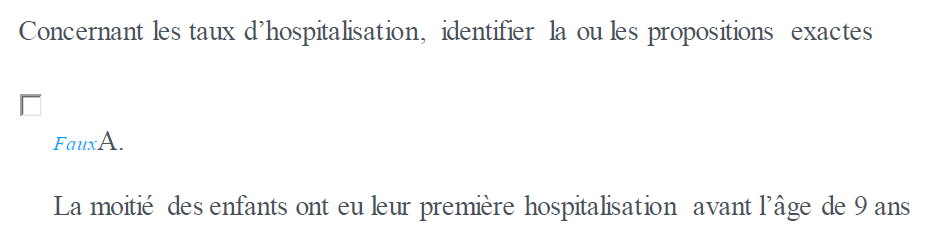 Concernant les taux d’hospitalisation, identifier la ou les propositions exactes
FauxA.
La moitié des enfants ont eu leur première hospitalisation avant l’âge de 9 ans